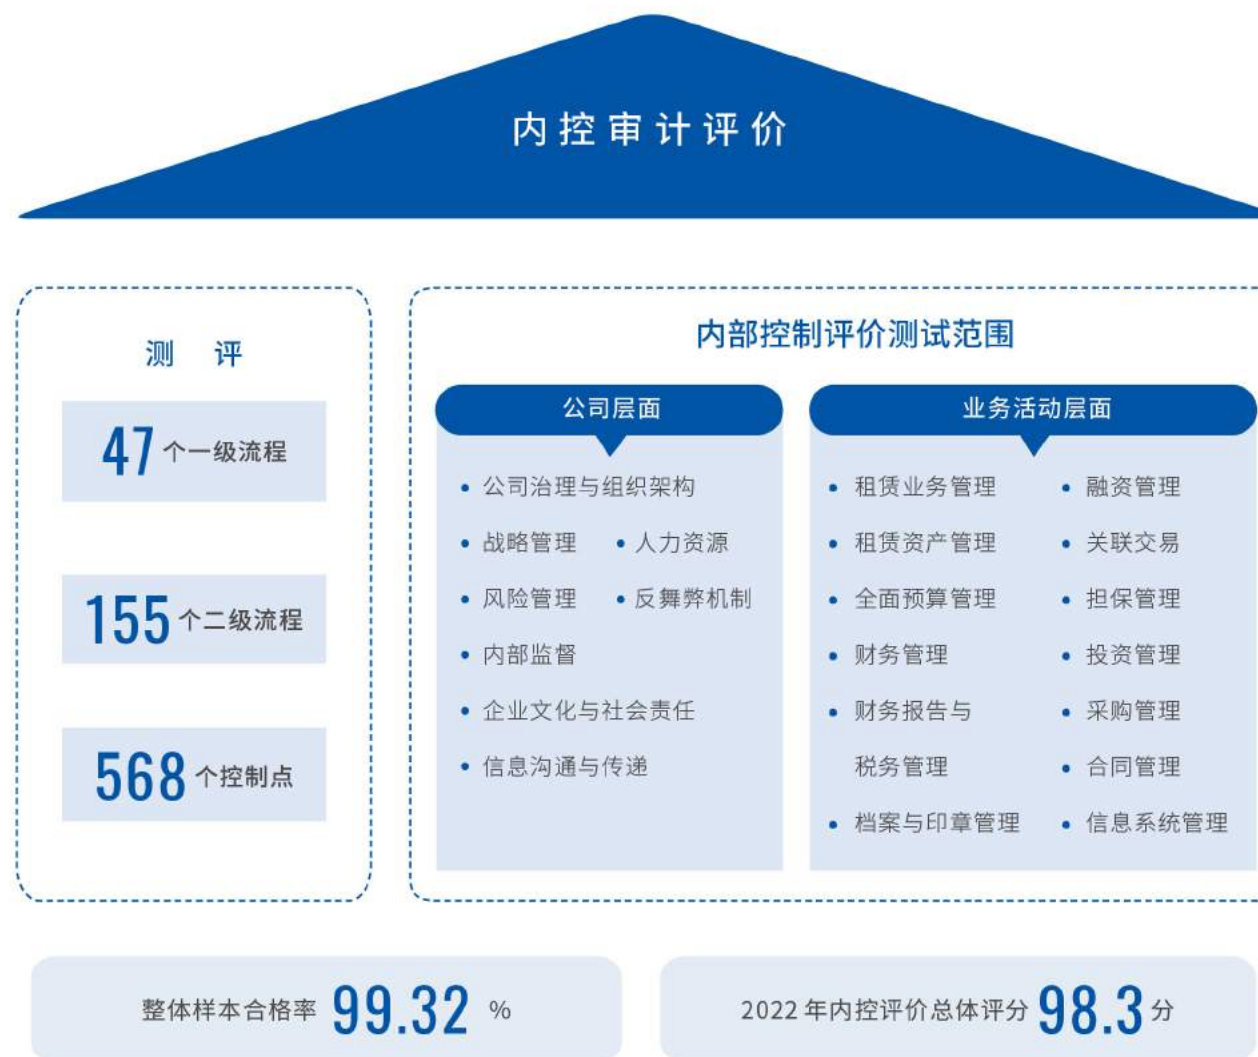 内控审计评价
测 评
47 个一级流程
155 个二级流程
568 个控制点
内部控制评价测试范围
公司层面
• 公司治理与组织架构
• 战略管理 • 人力资源
• 风险管理 • 反舞弊机制
• 内部监督
• 企业文化与社会责任
• 信息沟通与传递
业务活动层面
• 租赁业务管理
• 租赁资产管理
• 全面预算管理
• 财务管理
• 财务报告与
税务管理
• 档案与印章管理
• 融资管理
• 关联交易
• 担保管理
• 投资管理
• 采购管理
• 合同管理
• 信息系统管理
整体样本合格率 99.32 %
2022 年内控评价总体评分 98.3 分